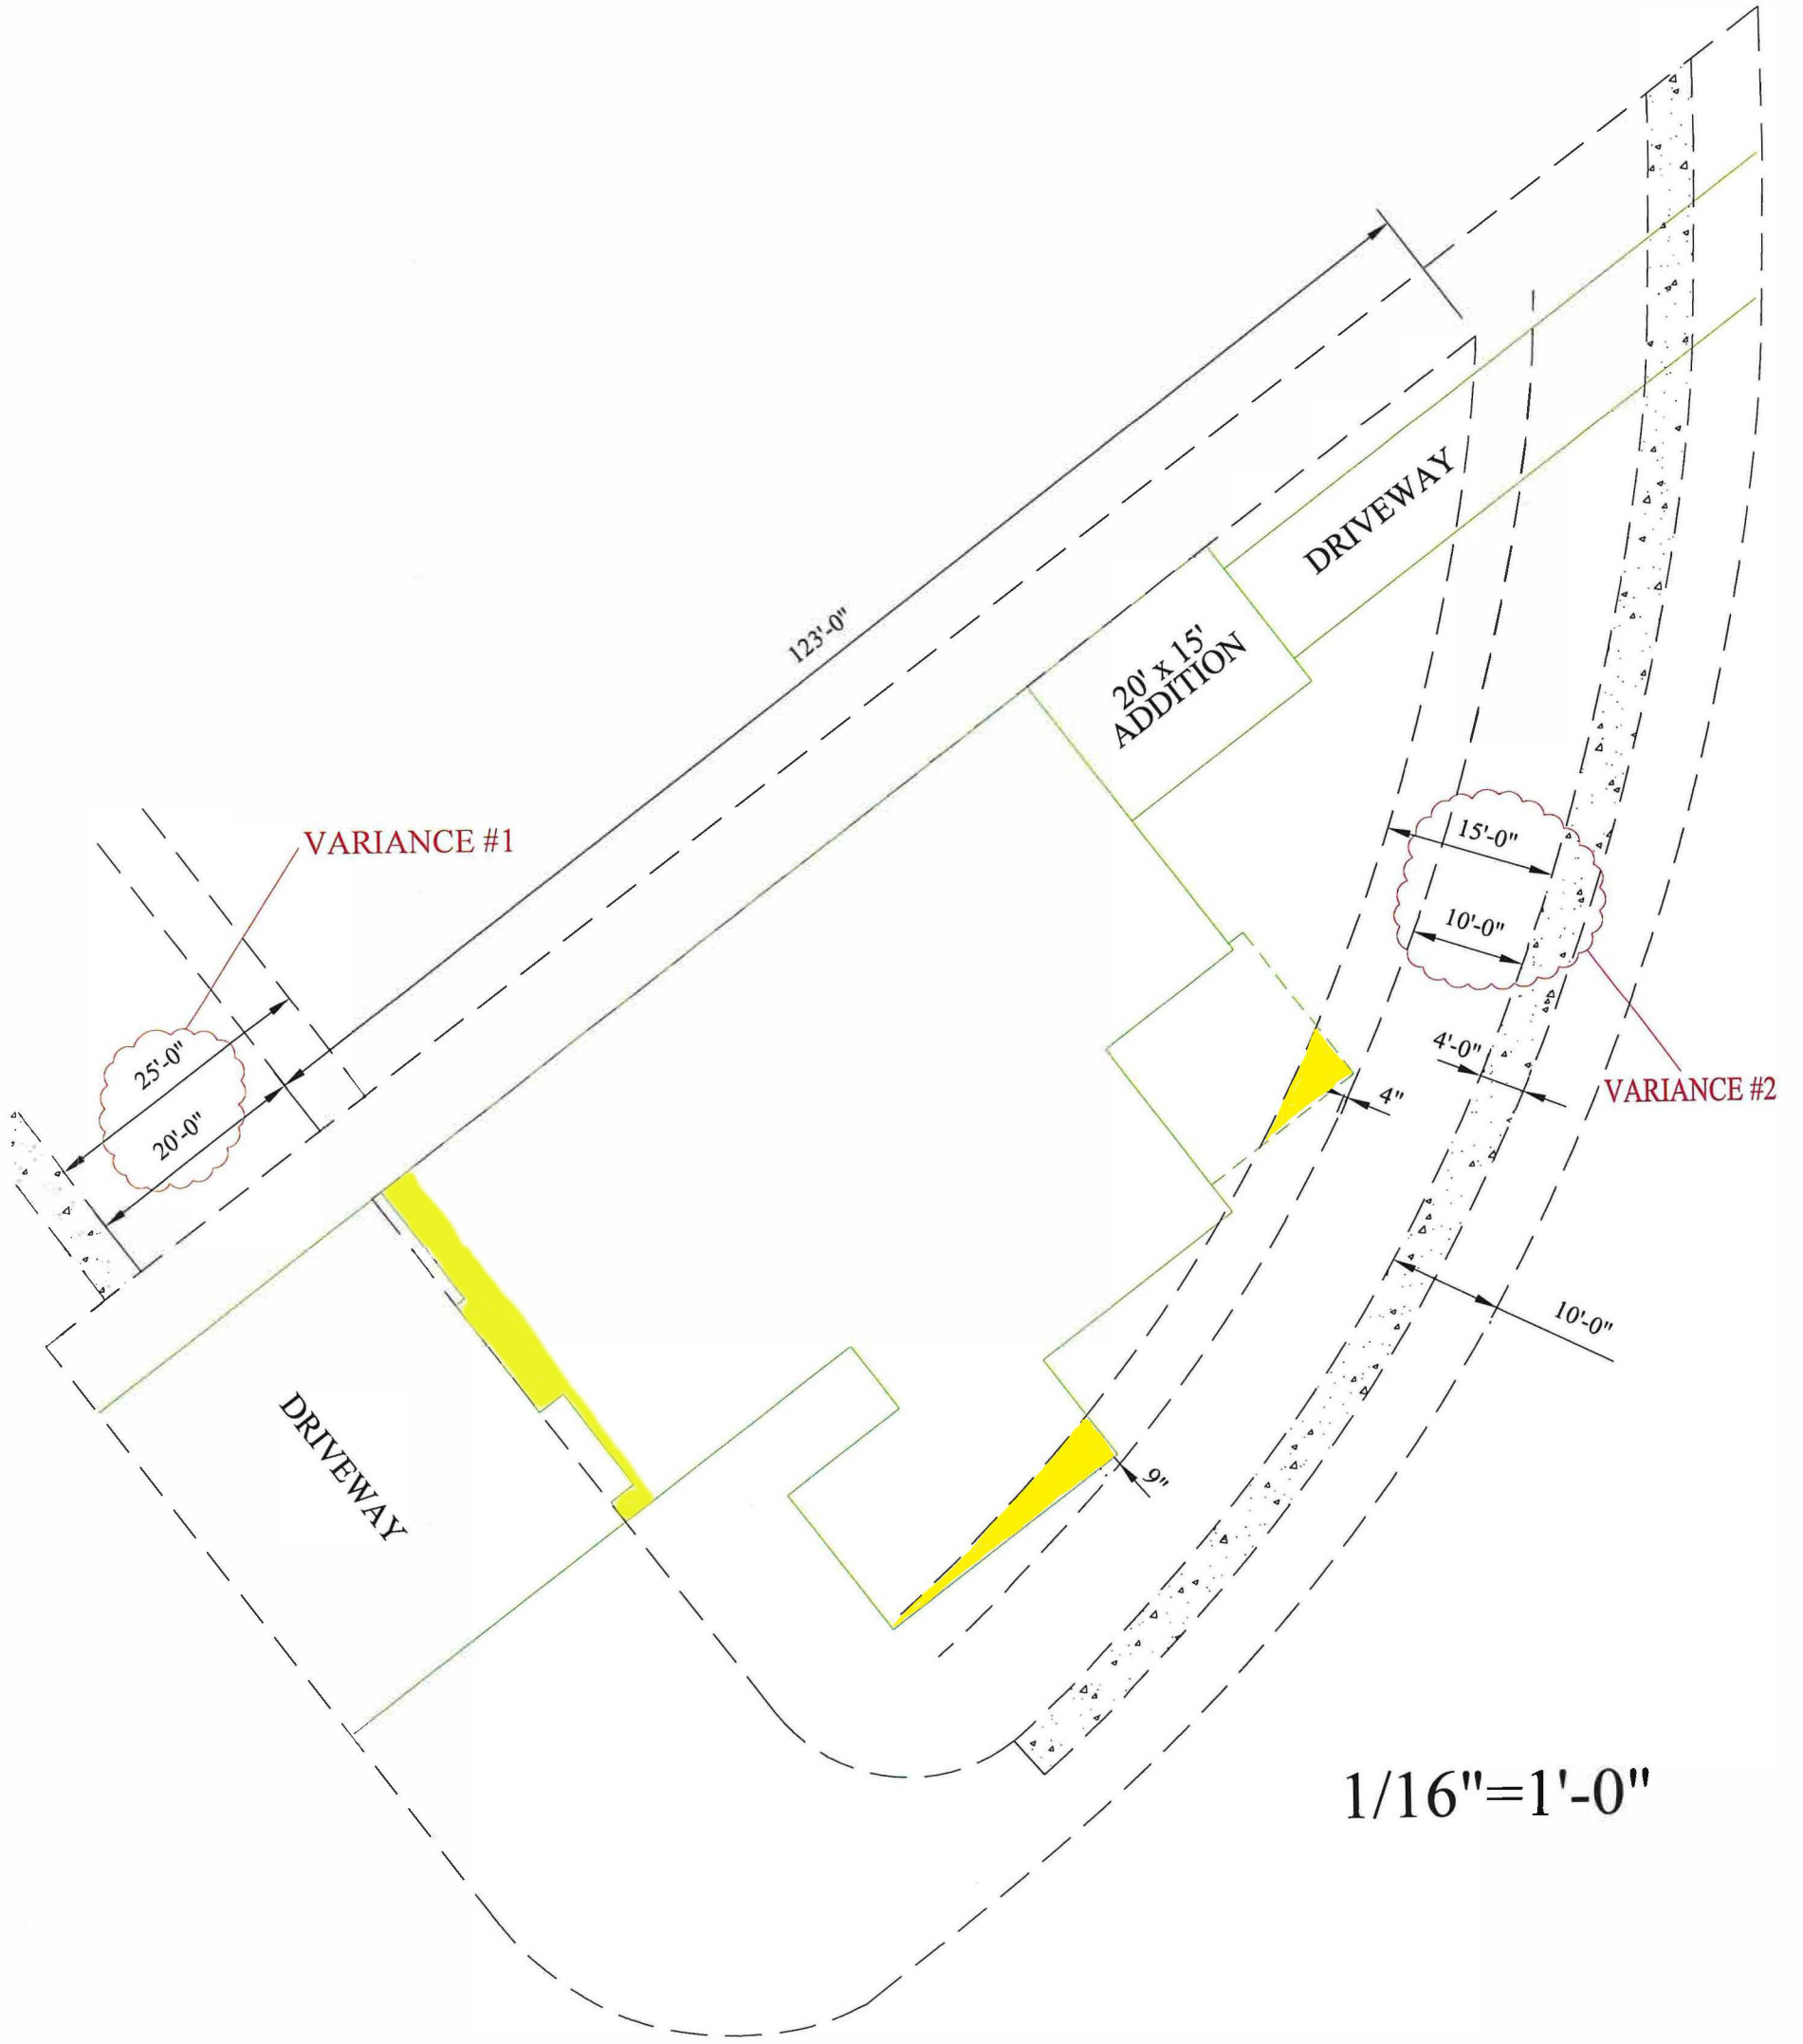 123'-0"
DRIVEWAY
20' x 15'
ADDITION
VARIANCE #1
15'-0"
10'-0"
25'-0"
20'-0"
4'-0"
VARIANCE #2
4"
10'-0"
DRIVEWAY
9"
1/16"=1'-0"